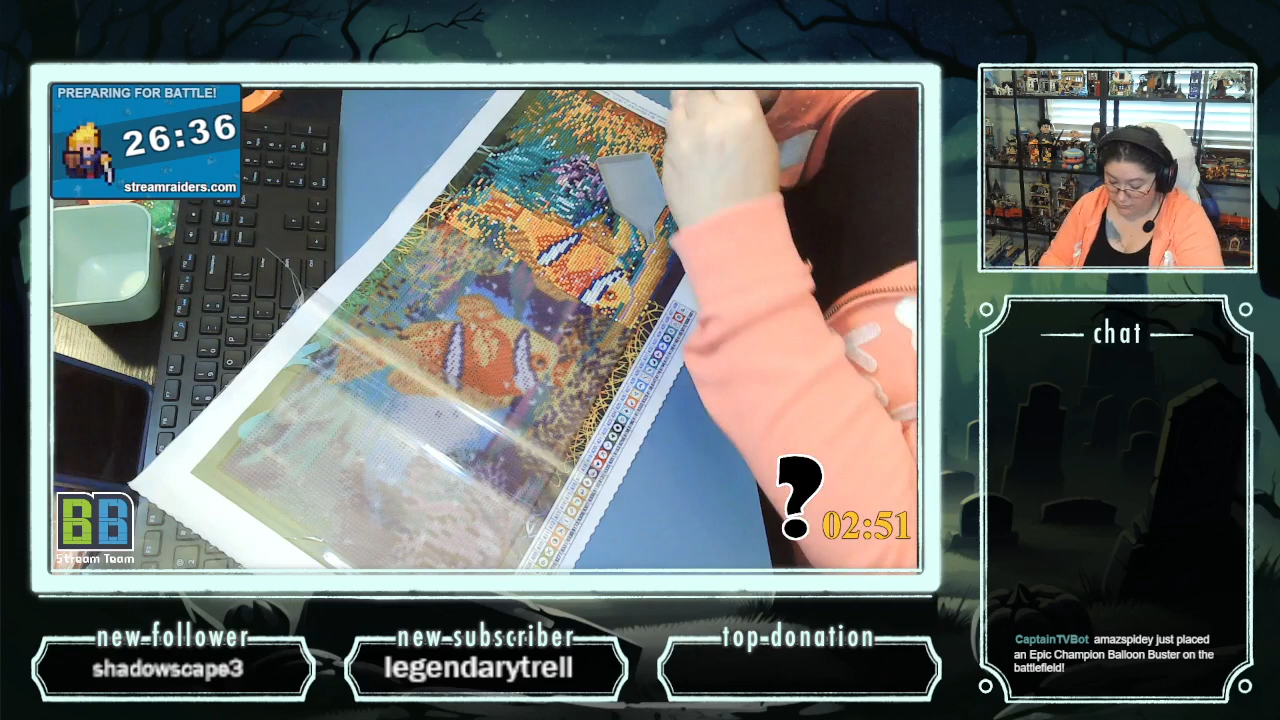 PREPARING FOR BATTLE!
26:36
streamraiders.com
BB
Stream Team
?
02:51
chat
CaptainTVBot amazspidey just placed
an Epic Champion Balloon Buster on the
battlefield!
new follower
new subscriber
top donation
shadowscape3
legendarytrell